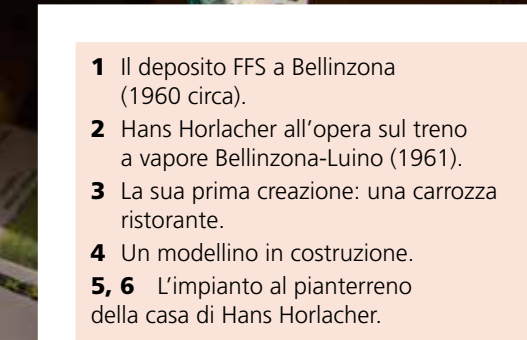 1 Il deposito FFS a Bellinzona
(1960 circa).
2 Hans Horlacher all’opera sul treno
a vapore Bellinzona-Luino (1961).
3 La sua prima creazione: una carrozza
ristorante.
4 Un modellino in costruzione.
5, 6 L’impianto al pianterreno
della casa di Hans Horlacher.